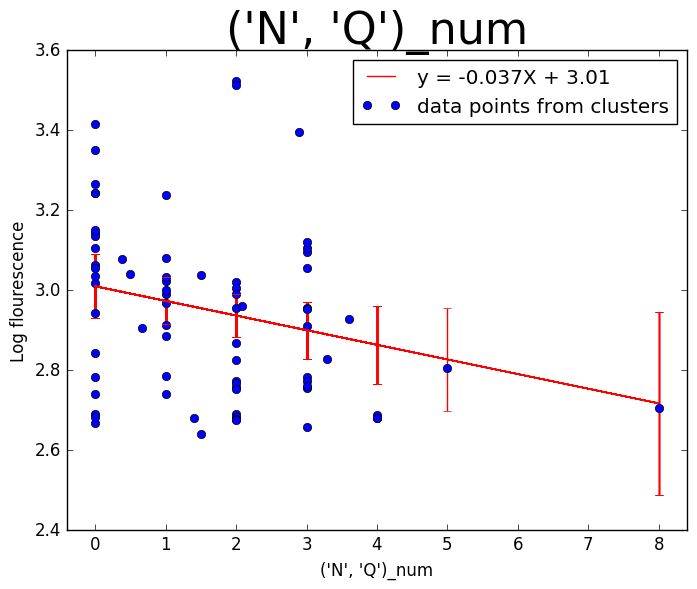 ('N', 'Q')_num
y = -0.037X + 3.01
data points from clusters
3.6
3.4
3.2
3.0
2.8
2.6
2.4
Log flourescence
0 1 2 3 4 5 6 7 8
('N', 'Q')_num